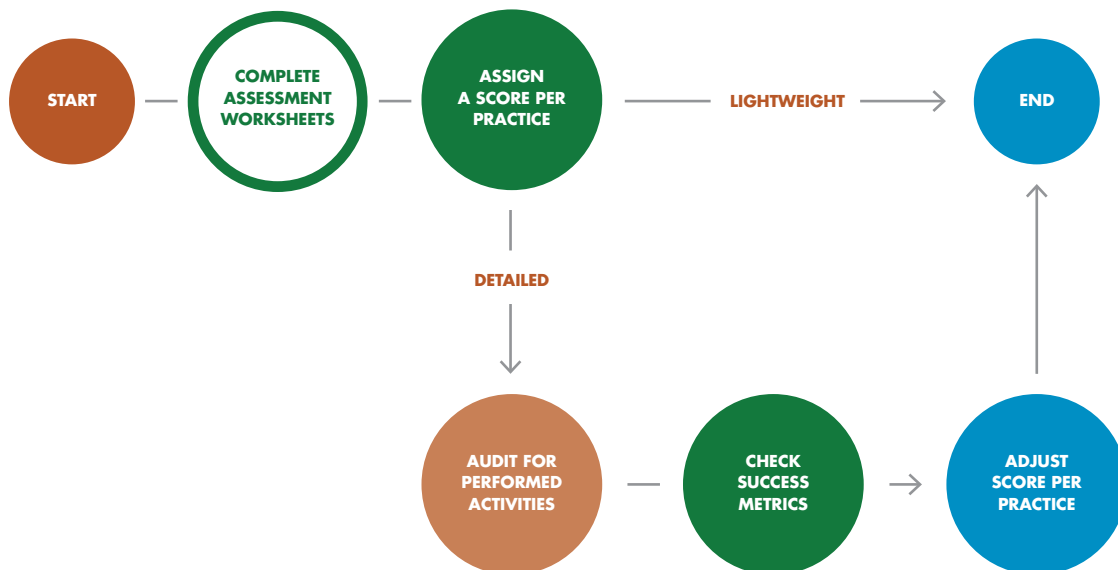 START
COMPLETE
ASSESSMENT
WORKSHEETS
ASSIGN
A SCORE PER
PRACTICE
LIGHTWEIGHT
END
DETAILED
AUDIT FOR
PERFORMED
ACTIVITIES
CHECK
SUCCESS
METRICS
ADJUST
SCORE PER
PRACTICE